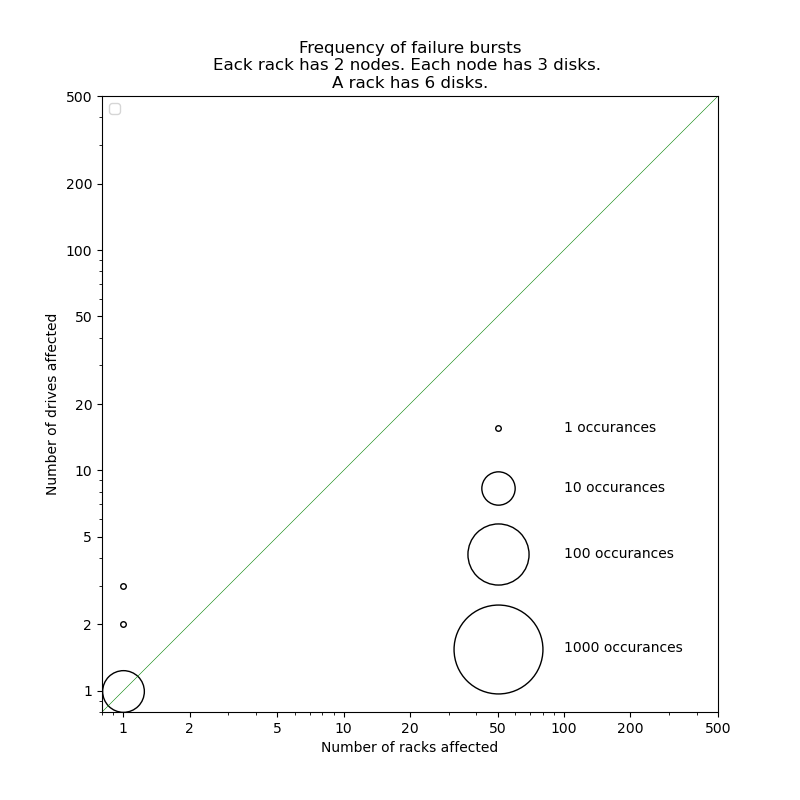 Frequency of failure bursts
Eack rack has 2 nodes. Each node has 3 disks.
A rack has 6 disks.
500
200
100
50
20
10
5
2
1
Number of drives affected
1 occurances
10 occurances
100 occurances
1000 occurances
1 2 5 10 20 50 100 200 500
Number of racks affected